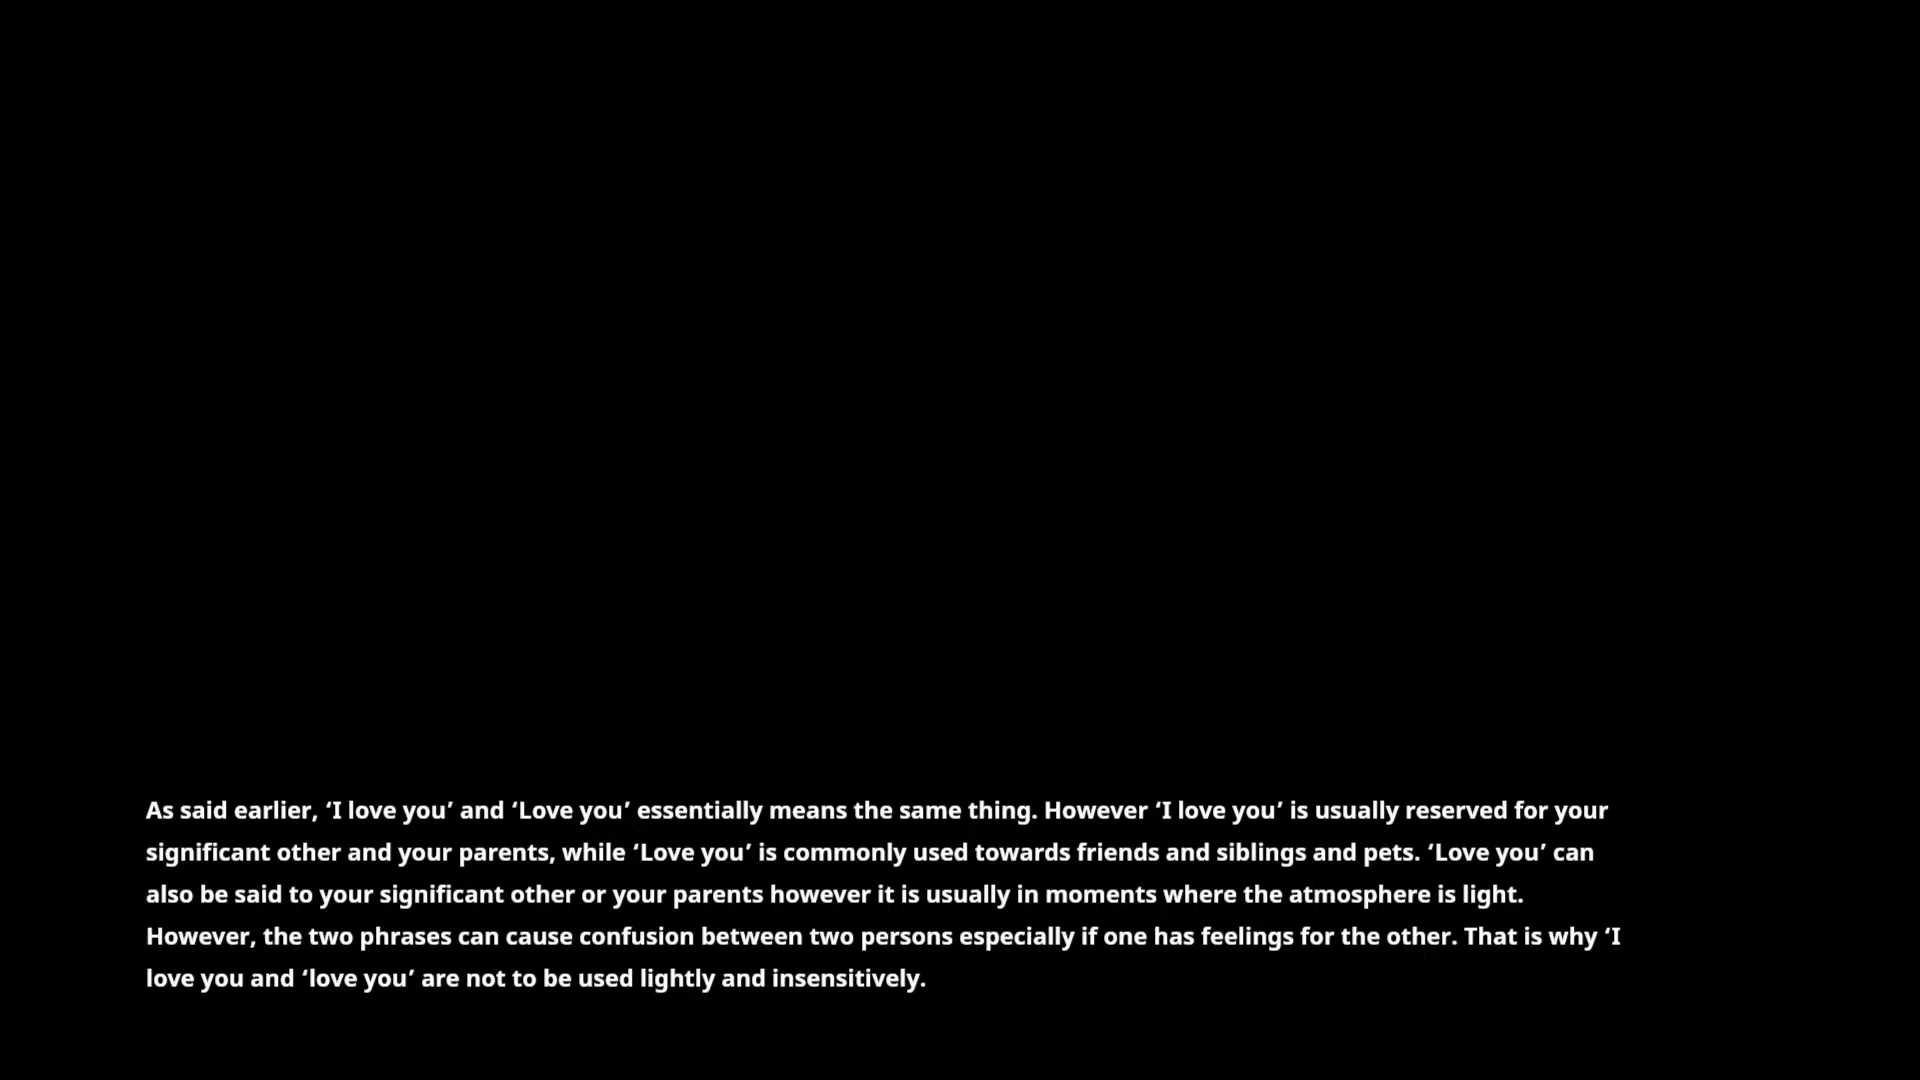 As said earlier, ‘I love you’ and ‘Love you’ essentially means the same thing. However ‘I love you’ is usually reserved for your
significant other and your parents, while ‘Love you’ is commonly used towards friends and siblings and pets. ‘Love you’ can
also be said to your significant other or your parents however it is usually in moments where the atmosphere is light.
However, the two phrases can cause confusion between two persons especially if one has feelings for the other. That is why ‘I
love you and ‘love you’ are not to be used lightly and insensitively.